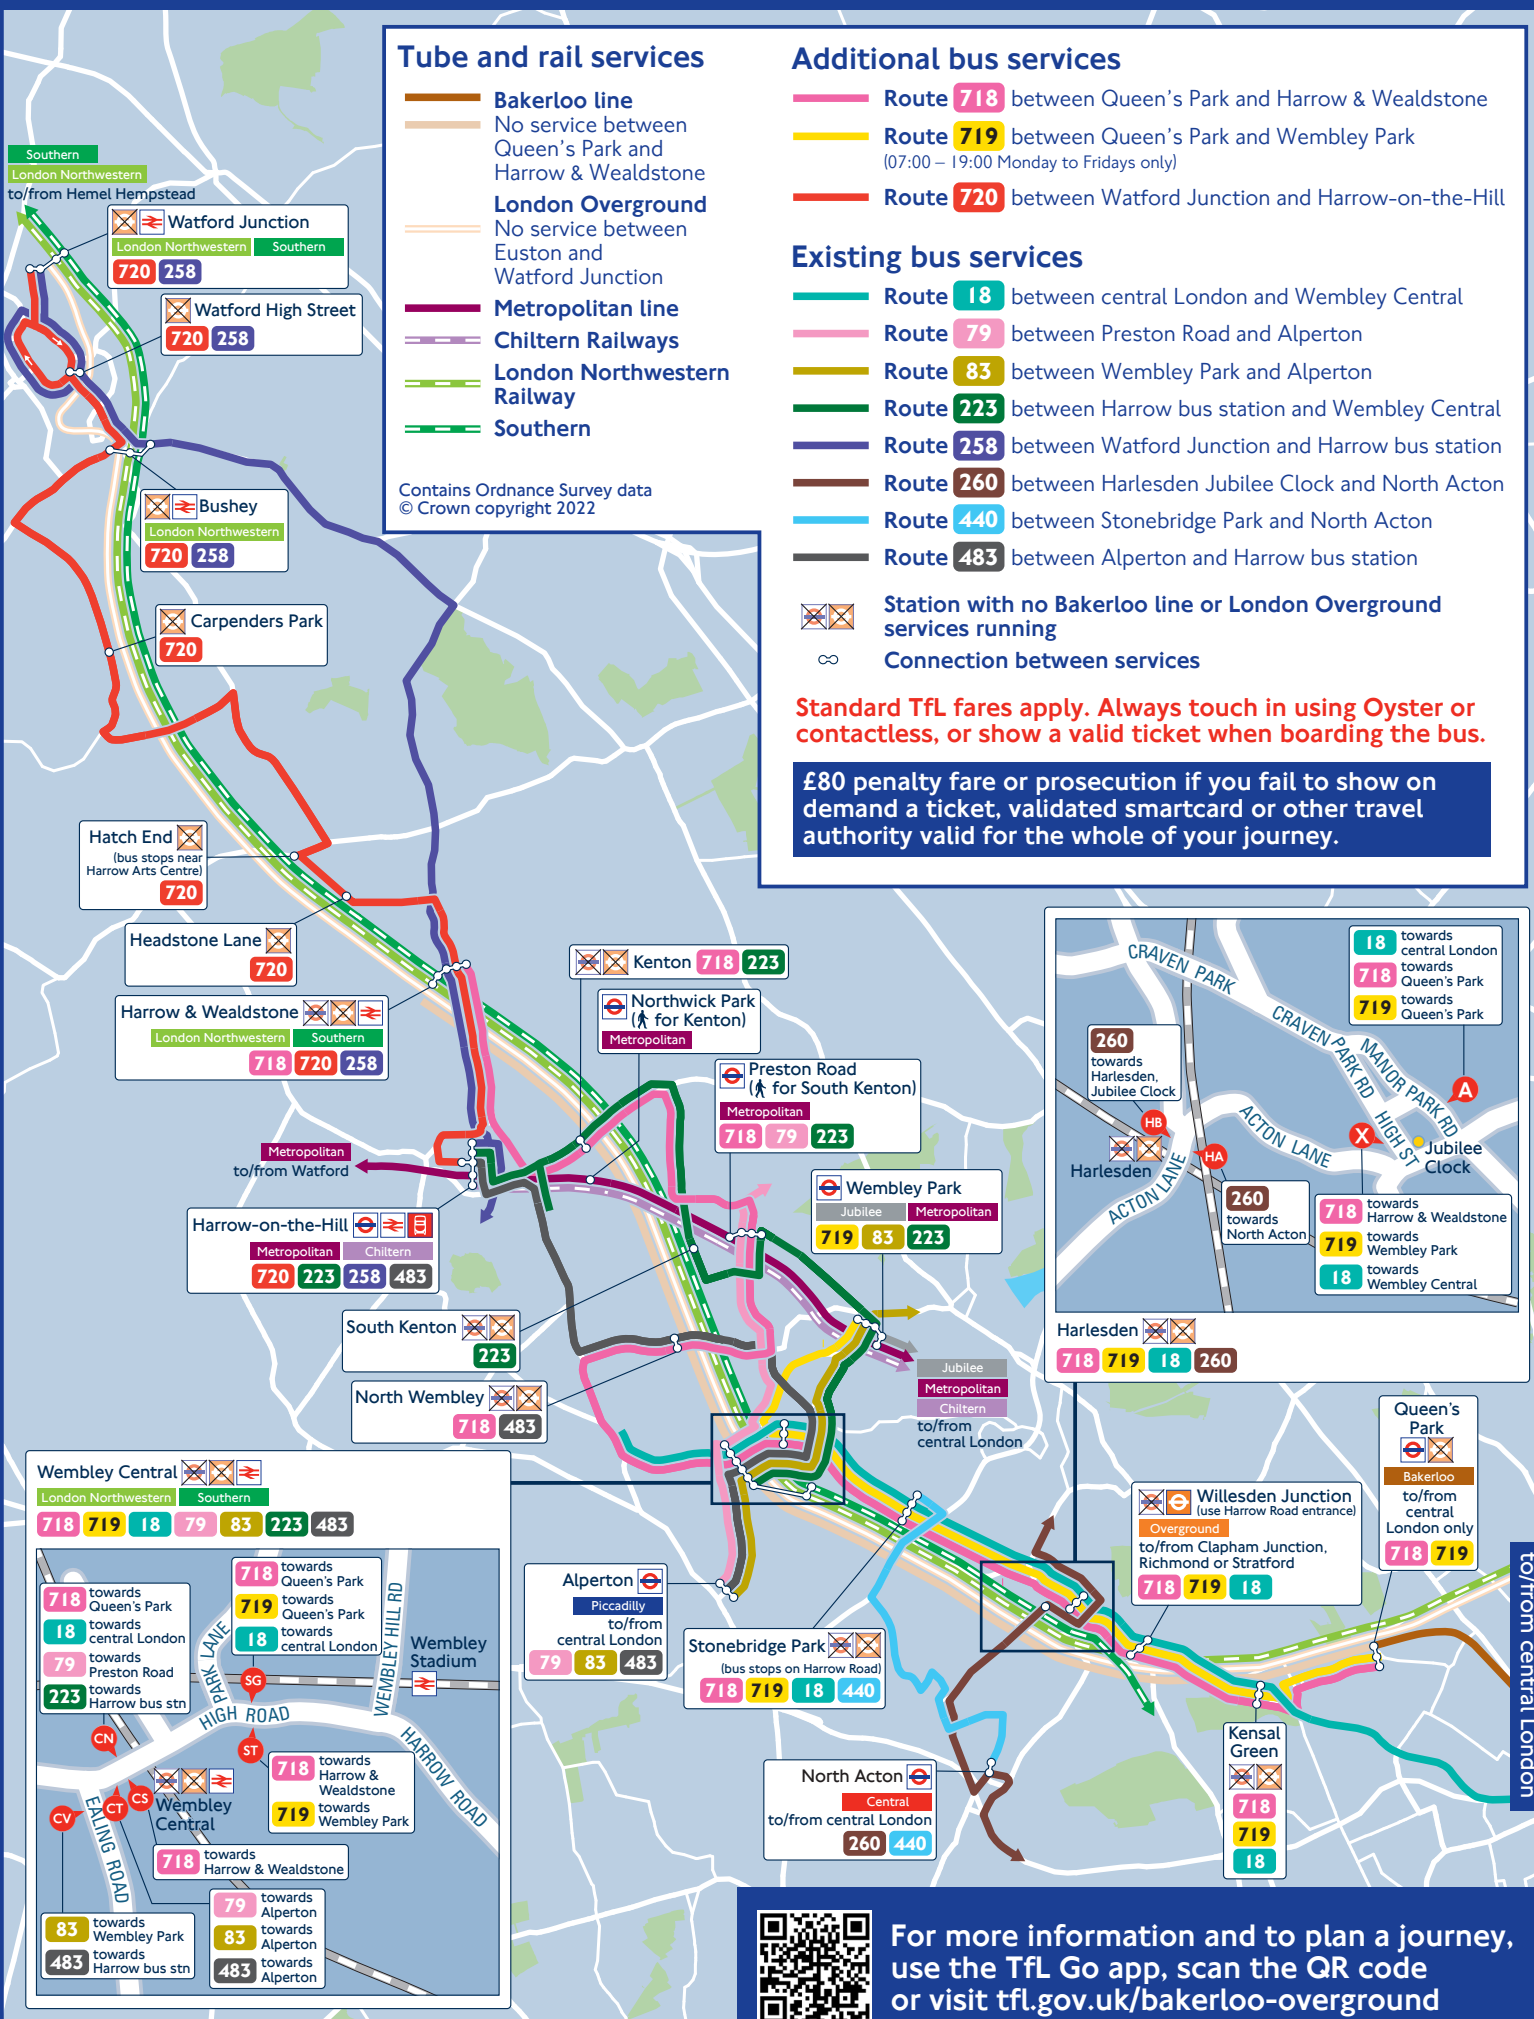 Tube and rail services
Bakerloo line
No service between
Queen's Park and
Harrow & Wealdstone
London Overground
No service between
Euston and
Watford Junction
Metropolitan line
Chiltern Railways
London Northwestern
Railway
Southern
Contains Ordnance Survey data
© Crown copyright 2022
Additional bus services
Route 718 between Queen's Park and Harrow & Wealdstone
Route 719 between Queen's Park and Wembley Park
(07:00 – 19:00 Monday to Fridays only)
Route 720 between Watford Junction and Harrow-on-the-Hill
Existing bus services
Route 18 between central London and Wembley Central
Route 79 between Preston Road and Alperton
Route 83 between Wembley Park and Alperton
Route 223 between Harrow bus station and Wembley Central
Route 258 between Watford Junction and Harrow bus station
Route 260 between Harlesden Jubilee Clock and North Acton
Route 440 between Stonebridge Park and North Acton
Route 483 between Alperton and Harrow bus station
Station with no Bakerloo line or London Overground
services running
Connection between services
Standard TfL fares apply. Always touch in using Oyster or
contactless, or show a valid ticket when boarding the bus.
£80 penalty fare or prosecution if you fail to show on
demand a ticket, validated smartcard or other travel
authority valid for the whole of your journey.
Southern
London Northwestern
to/from Hemel Hempstead
Watford Junction
London Northwestern Southern
720 258
Watford High Street
720 258
Bushey
London Northwestern
720 258
Carpenders Park
720
Hatch End
(bus stops near
Harrow Arts Centre)
720
Headstone Lane
720
Harrow & Wealdstone
London Northwestern Southern
718 720 258
Kenton 718 223
Northwick Park
(for Kenton)
Metropolitan
Preston Road
(for South Kenton)
Metropolitan
718 79 223
Metropolitan
to/from Watford
Wembley Park
Jubilee Metropolitan
719 83 223
Harrow-on-the-Hill
Metropolitan Chiltern
720 223 258 483
South Kenton
223
North Wembley
718 483
Jubilee
Metropolitan
Chiltern
to/from
central London
CRAVEN PARK
CRAVEN PARK RD
MANOR PARK RD
HIGH ST
ACTON LANE
ACTON LANE
18 towards
central London
718 towards
Queen's Park
719 towards
Queen's Park
A
260
towards
Harlesden,
Jubilee Clock
HB
Harlesden
HA
X
Jubilee
Clock
260
towards
North Acton
718 towards
Harrow & Wealdstone
719 towards
Wembley Park
18 towards
Wembley Central
Harlesden
718 719 18 260
Queen's
Park
Bakerloo
to/from
central
London only
718 719
Willesden Junction
(use Harrow Road entrance)
Overground
to/from Clapham Junction,
Richmond or Stratford
718 719 18
to/from central London
Alperton
Piccadilly
to/from
central London
79 83 483
Stonebridge Park
(bus stops on Harrow Road)
718 719 18 440
North Acton
Central
to/from central London
260 440
Kensal
Green
718
719
18
Wembley Central
London Northwestern Southern
718 719 18 79 83 223 483
718 towards
Queen's Park
18 towards
central London
79 towards
Preston Road
223 towards
Harrow bus stn
718 towards
Queen's Park
719 towards
Queen's Park
18 towards
central London
PARK LANE
WEMBLEY HILL RD
Wembley
Stadium
SG
HIGH ROAD
HARROW ROAD
CN
ST
718 towards
Harrow &
Wealdstone
719 towards
Wembley Park
Wembley
Central
CS
CT
CV
EALING ROAD
718 towards
Harrow & Wealdstone
79 towards
Alperton
83 towards
Alperton
483 towards
Alperton
83 towards
Wembley Park
483 towards
Harrow bus stn
For more information and to plan a journey,
use the TfL Go app, scan the QR code
or visit tfl.gov.uk/bakerloo-overground